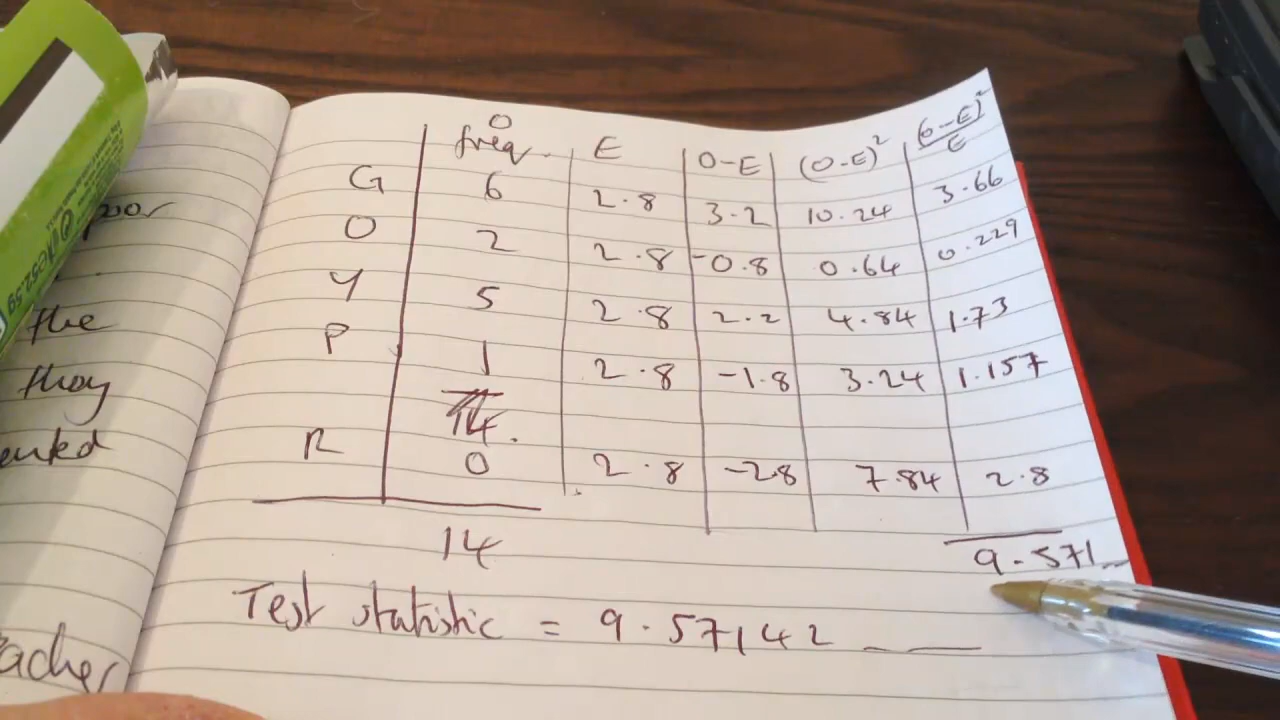 O
freq. E O-E (O-E)² (O-E)²/E
G 6 2.8 3.2 10.24 3.66
O 2 2.8 -0.8 0.64 0.229
Y 5 2.8 2.2 4.84 1.73
P 1 2.8 -1.8 3.24 1.157
14.
R 0 2.8 -2.8 7.84 2.8
14 9.571...
Test statistic = 9.57142
the
they